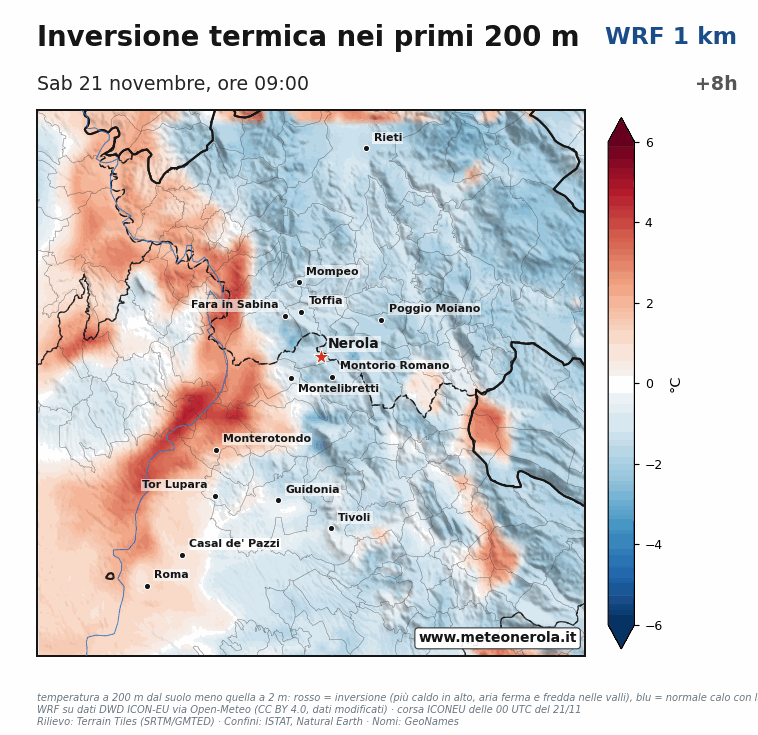 Inversione termica nei primi 200 m WRF 1 km
Sab 21 novembre, ore 09:00 +8h
Rieti
Mompeo
Toffia
Fara in Sabina
Poggio Moiano
Nerola
Montorio Romano
Montelibretti
Monterotondo
Tor Lupara
Guidonia
Tivoli
Casal de' Pazzi
Roma
www.meteonerola.it
6
4
2
0
−2
−4
−6
°C
temperatura a 200 m dal suolo meno quella a 2 m: rosso = inversione (più caldo in alto, aria ferma e fredda nelle valli), blu = normale calo con l
WRF su dati DWD ICON-EU via Open-Meteo (CC BY 4.0, dati modificati) · corsa ICONEU delle 00 UTC del 21/11
Rilievo: Terrain Tiles (SRTM/GMTED) · Confini: ISTAT, Natural Earth · Nomi: GeoNames